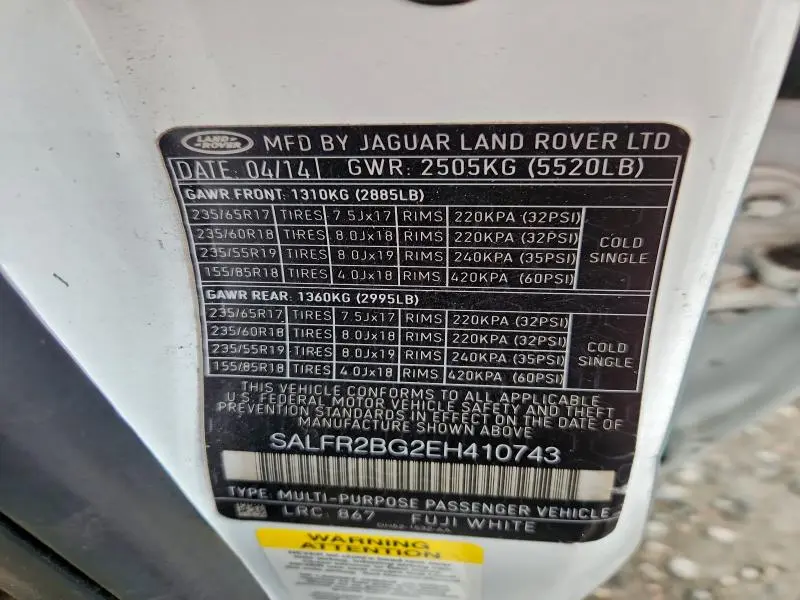 LAND-ROVER
MFD BY JAGUAR LAND ROVER LTD
DATE: 04/14 GWR: 2505KG (5520LB)
GAWR FRONT: 1310KG (2885LB)
235/65R17 TIRES 7.5Jx17 RIMS 220KPA (32PSI)
235/60R18 TIRES 8.0Jx18 RIMS 220KPA (32PSI)
235/55R19 TIRES 8.0Jx19 RIMS 240KPA (35PSI)
155/85R18 TIRES 4.0Jx18 RIMS 420KPA (60PSI)
COLD
SINGLE
GAWR REAR: 1360KG (2995LB)
235/65R17 TIRES 7.5Jx17 RIMS 220KPA (32PSI)
235/60R18 TIRES 8.0Jx18 RIMS 220KPA (32PSI)
235/55R19 TIRES 8.0Jx19 RIMS 240KPA (35PSI)
155/85R18 TIRES 4.0Jx18 RIMS 420KPA (60PSI)
COLD
SINGLE
THIS VEHICLE CONFORMS TO ALL APPLICABLE
U.S. FEDERAL MOTOR VEHICLE SAFETY AND THEFT
PREVENTION STANDARDS IN EFFECT ON THE DATE OF
MANUFACTURE SHOWN ABOVE
SALFR2BG2EH410743
TYPE: MULTI-PURPOSE PASSENGER VEHICLE
LRC: 867 FUJI WHITE
WARNING
ATTENTION